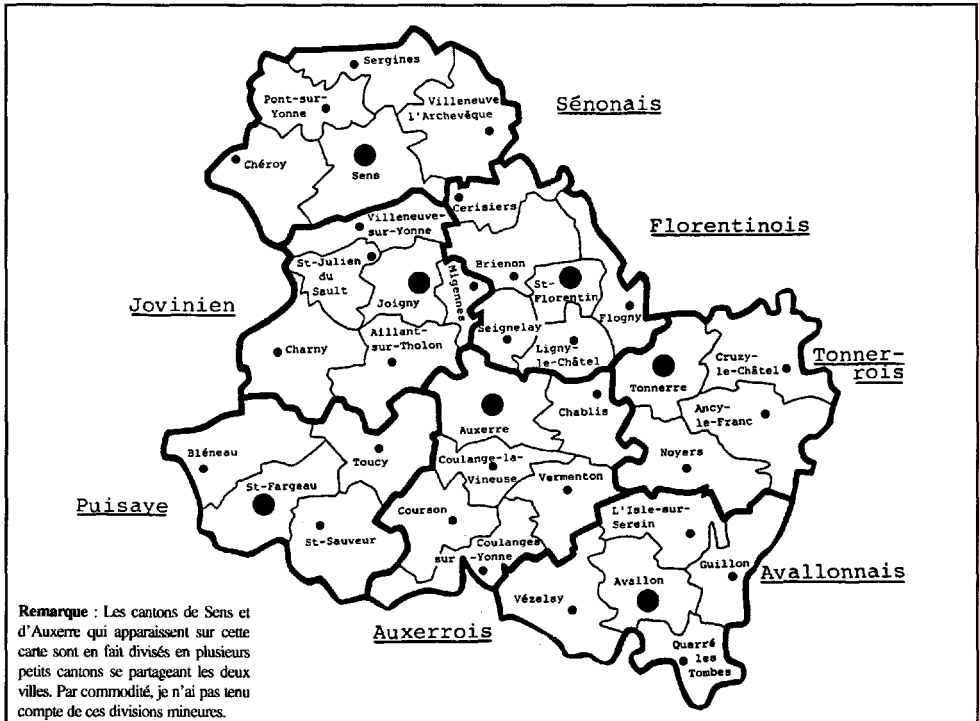 Sergines
Pont-sur-
Yonne
Villeneuve
l'Archevêque
Sénonais
Chéroy
Sens
Cerisiers
Villeneuve-
sur-Yonne
Florentinois
St-Julien
du
Sault
Joigny
Migennes
Brienon
St-
Florentin
Flogny
Jovinien
Seignelay
Ligny-
le-Châtel
Aillant-
sur-Tholon
Charny
Tonnerre
Cruzy-
le-Châtel
Tonner-
rois
Ancy-
le-Franc
Chablis
Auxerre
Bléneau
Toucy
Coulange-la-
Vineuse
Noyers
Vermenton
St-Fargeau
Puisaye
Courson
L'Isle-sur-
Serein
St-Sauveur
Coulanges
sur -Yonne
Guillon
Avallonnais
Avallon
Vézelay
Auxerrois
Quarré
les
Tombes
Remarque : Les cantons de Sens et
d'Auxerre qui apparaissent sur cette
carte sont en fait divisés en plusieurs
petits cantons se partageant les deux
villes. Par commodité, je n'ai pas tenu
compte de ces divisions mineures.